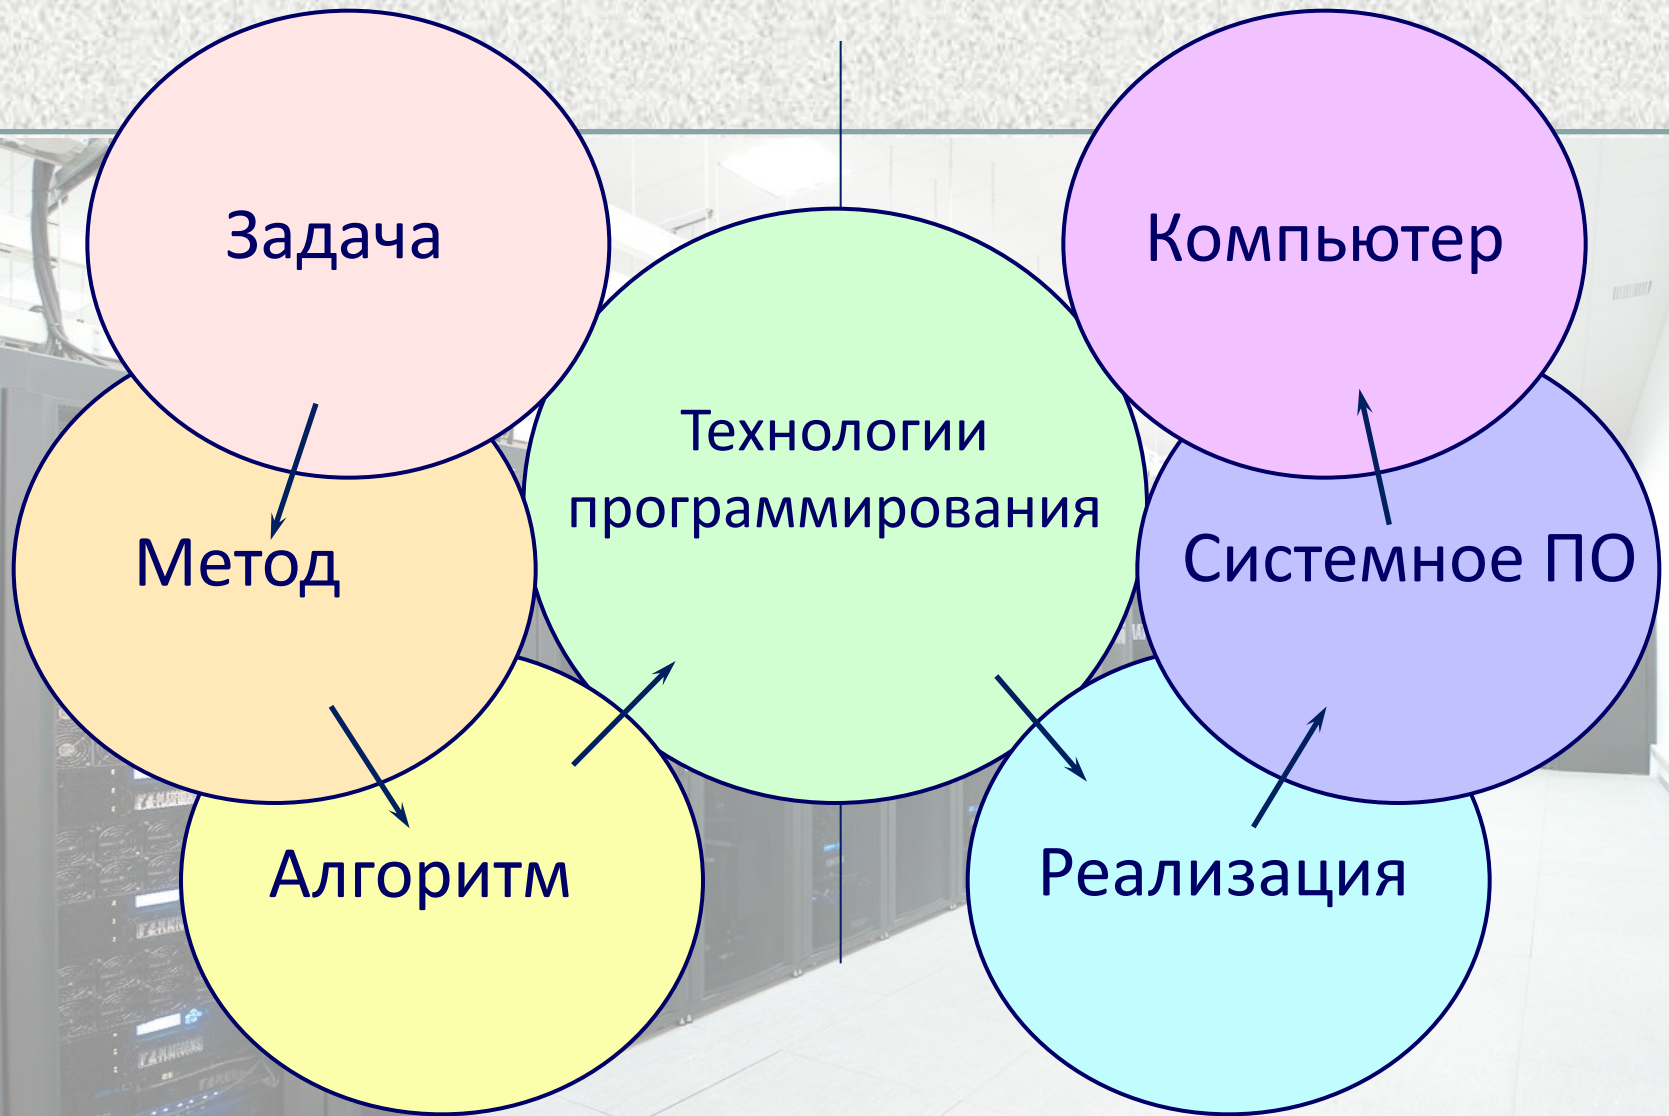 Задача
Метод
Алгоритм
Технологии
программирования
Реализация
Системное ПО
Компьютер